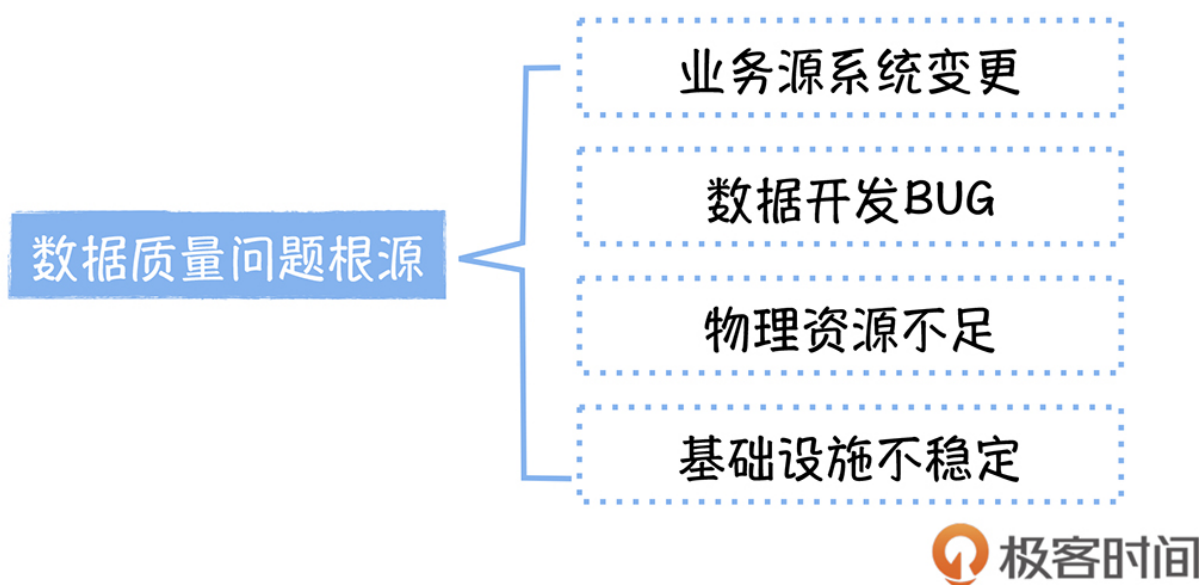 数据质量问题根源
业务源系统变更
数据开发BUG
物理资源不足
基础设施不稳定
极客时间